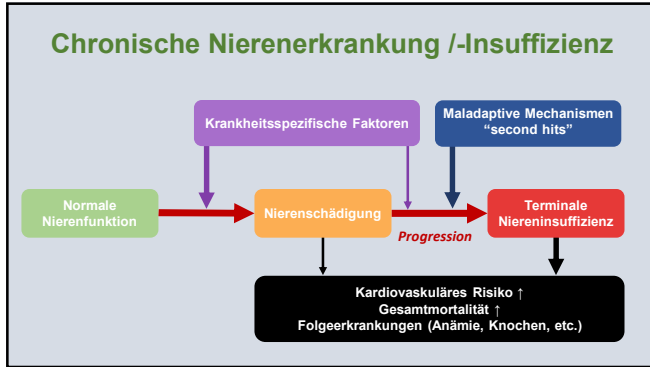 Chronische Nierenerkrankung /-Insuffizienz
Krankheitsspezifische Faktoren
Maladaptive Mechanismen
“second hits”
Normale
Nierenfunktion
Nierenschädigung
Progression
Terminale
Niereninsuffizienz
Kardiovaskuläres Risiko ↑
Gesamtmortalität ↑
Folgeerkrankungen (Anämie, Knochen, etc.)